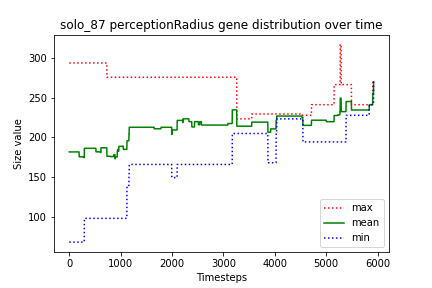 solo_87 perceptionRadius gene distribution over time
Size value
300
250
200
150
100
0
1000
2000
3000
4000
5000
6000
Timesteps
max
mean
min